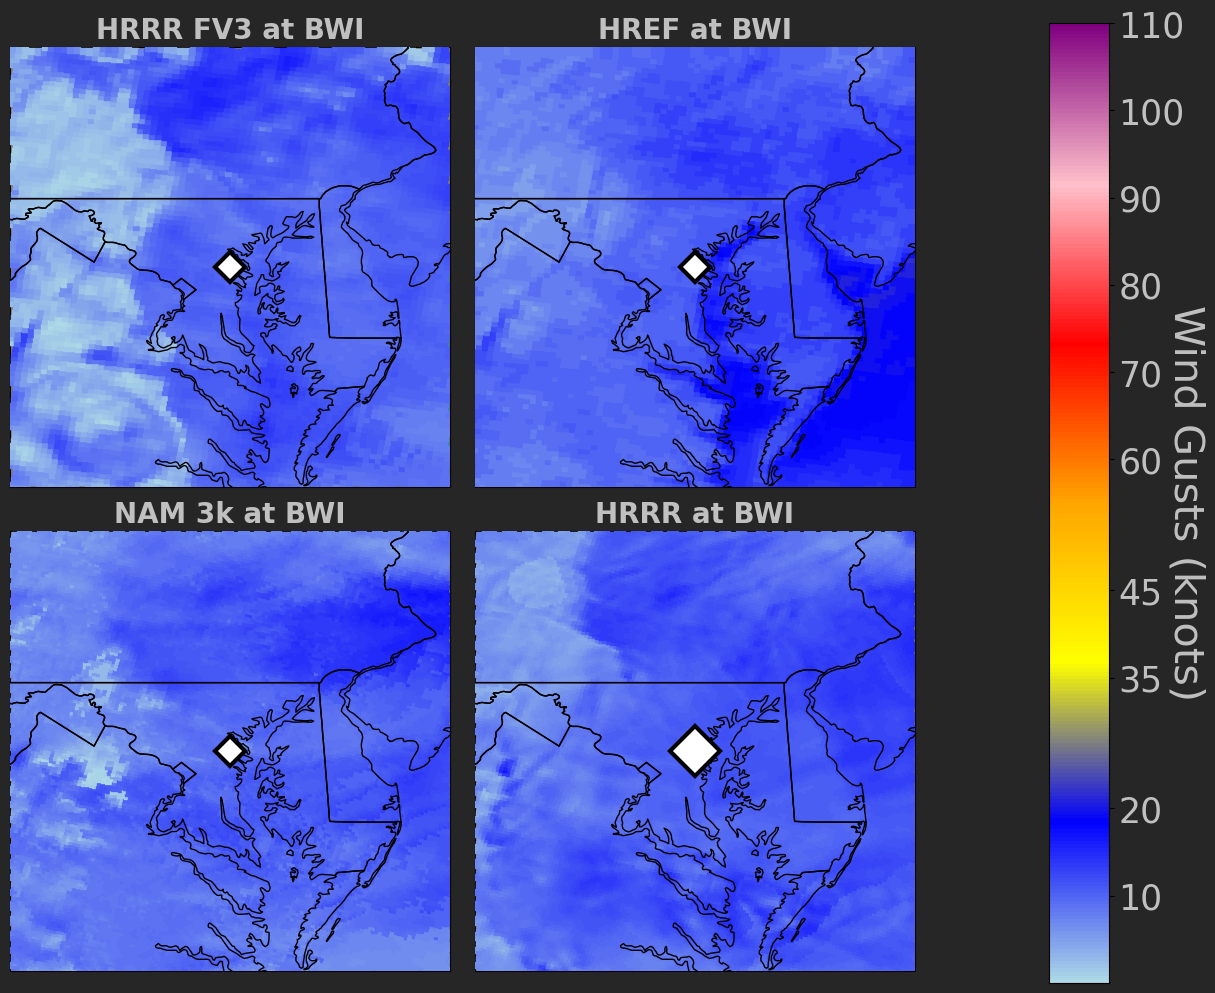 HRRR FV3 at BWI
HREF at BWI
NAM 3k at BWI
HRRR at BWI
110
100
90
80
70
60
45
35
20
10
Wind Gusts (knots)